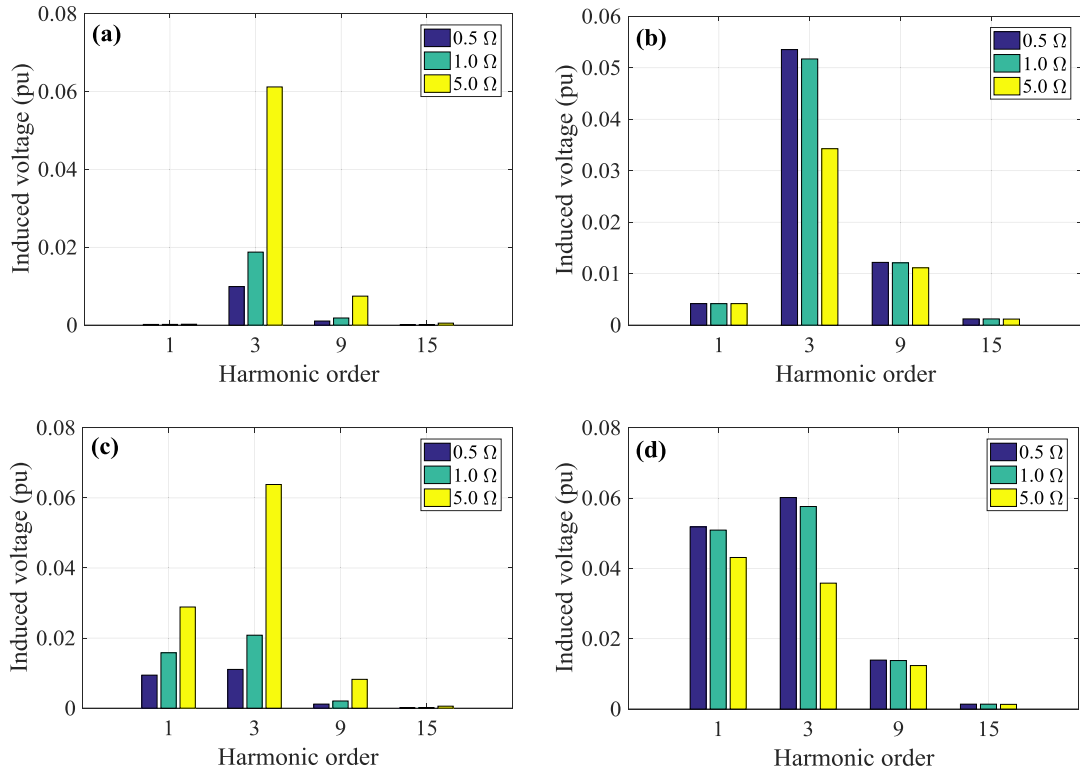 (a)
0.5 Ω
1.0 Ω
5.0 Ω
0.08
0.06
0.04
0.02
0
Induced voltage (pu)
1 3 9 15
Harmonic order
(b)
0.5 Ω
1.0 Ω
5.0 Ω
0.06
0.05
0.04
0.03
0.02
0.01
0
Induced voltage (pu)
1 3 9 15
Harmonic order
(c)
0.5 Ω
1.0 Ω
5.0 Ω
0.08
0.06
0.04
0.02
0
Induced voltage (pu)
1 3 9 15
Harmonic order
(d)
0.5 Ω
1.0 Ω
5.0 Ω
0.08
0.06
0.04
0.02
0
Induced voltage (pu)
1 3 9 15
Harmonic order